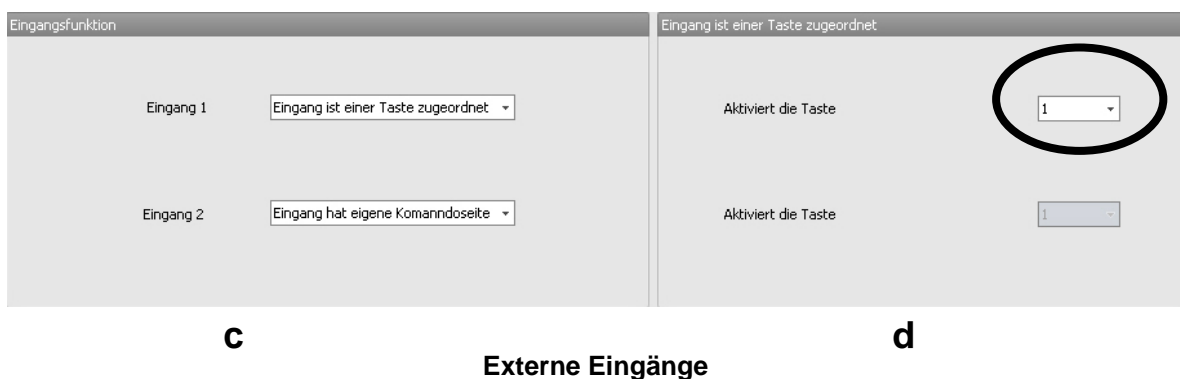 Eingangsfunktion
Eingang ist einer Taste zugeordnet
Eingang 1 Eingang ist einer Taste zugeordnet
Aktiviert die Taste 1
Eingang 2 Eingang hat eigene Komanndoseite
Aktiviert die Taste 1
c
d
Externe Eingänge